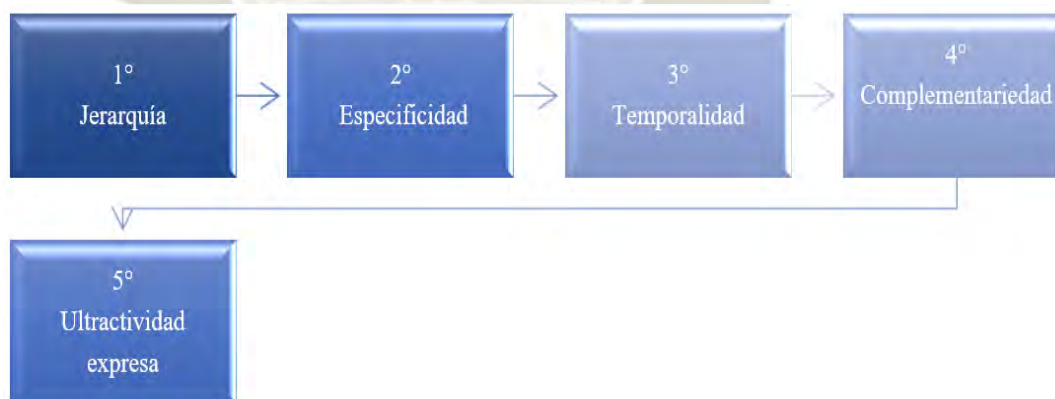 1°
Jerarquía
2°
Especificidad
3°
Temporalidad
4°
Complementariedad
5°
Ultractividad
expresa